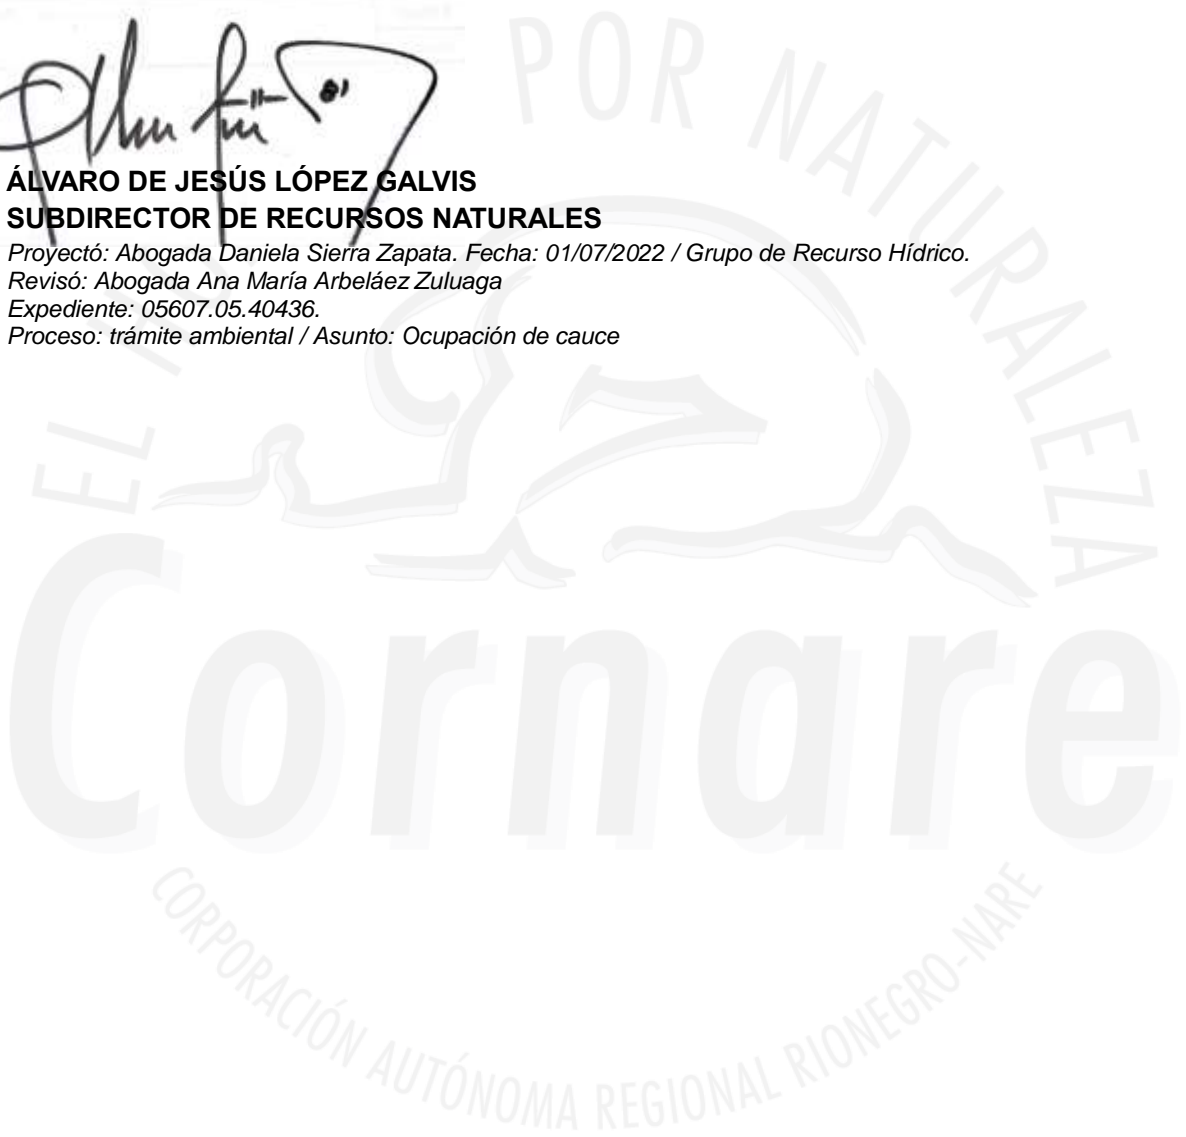 POR NATURALEZA
ÁLVARO DE JESÚS LÓPEZ GALVIS
SUBDIRECTOR DE RECURSOS NATURALES
Proyectó: Abogada Daniela Sierra Zapata. Fecha: 01/07/2022 / Grupo de Recurso Hídrico.
Revisó: Abogada Ana María Arbeláez Zuluaga
Expediente: 05607.05.40436.
Proceso: trámite ambiental / Asunto: Ocupación de cauce
EL
Cornare
CORPORACIÓN AUTÓNOMA REGIONAL RIONEGRO-NARE